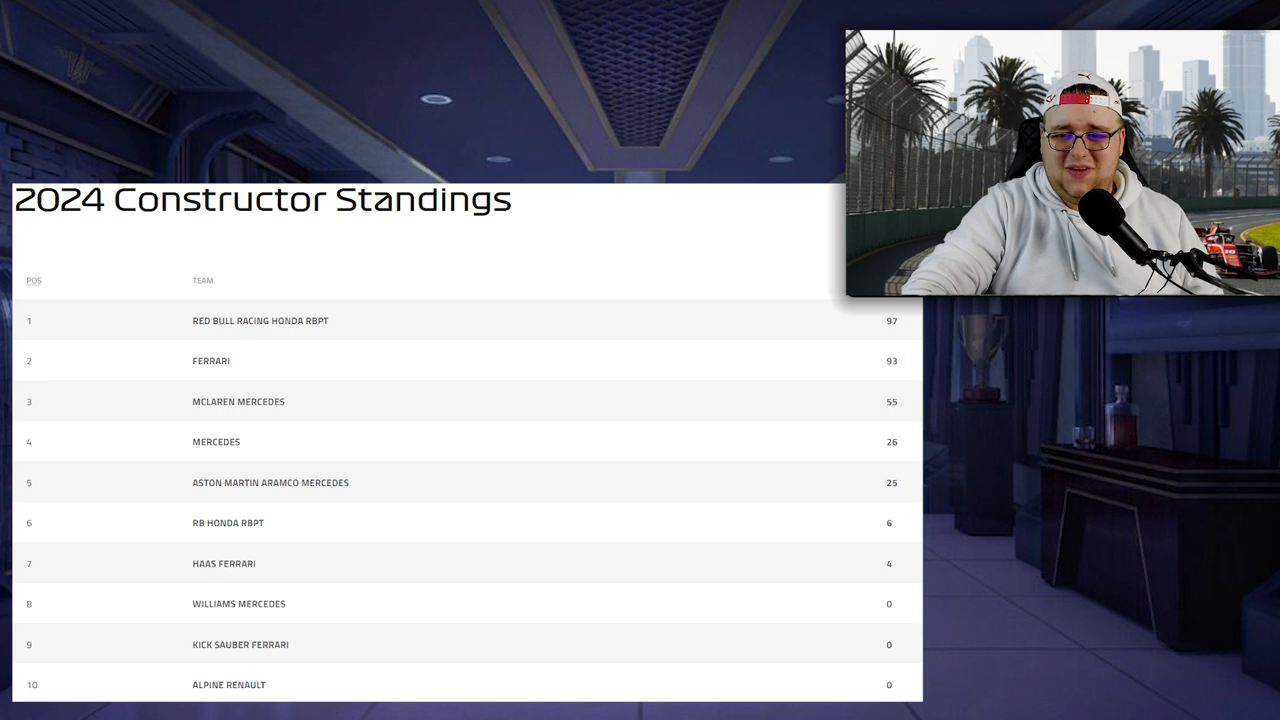 2024 Constructor Standings
POS TEAM
1 RED BULL RACING HONDA RBPT 97
2 FERRARI 93
3 MCLAREN MERCEDES 55
4 MERCEDES 26
5 ASTON MARTIN ARAMCO MERCEDES 25
6 RB HONDA RBPT 6
7 HAAS FERRARI 4
8 WILLIAMS MERCEDES 0
9 KICK SAUBER FERRARI 0
10 ALPINE RENAULT 0
16